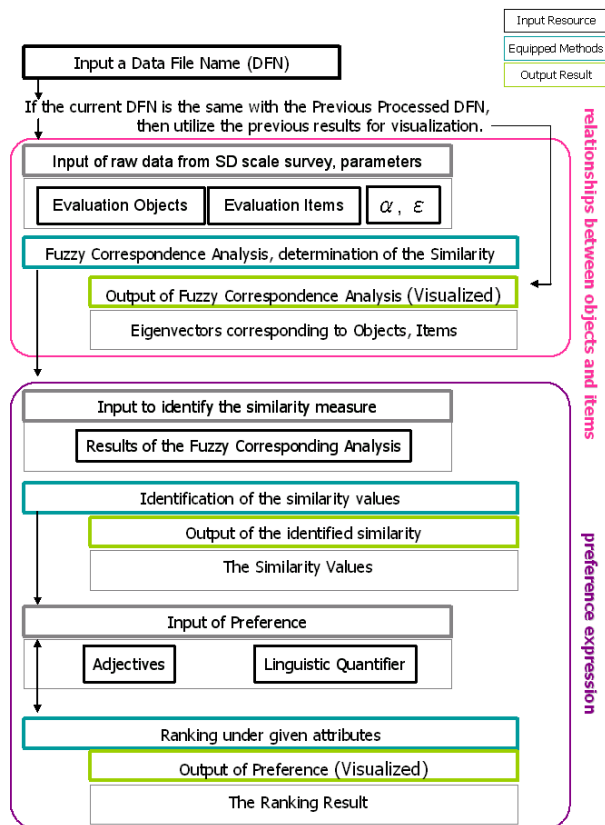 Input Resource
Equipped Methods
Output Result
Input a Data File Name (DFN)
If the current DFN is the same with the Previous Processed DFN,
then utilize the previous results for visualization.
Input of raw data from SD scale survey, parameters
Evaluation Objects
Evaluation Items
α, ε
Fuzzy Correspondence Analysis, determination of the Similarity
Output of Fuzzy Correspondence Analysis (Visualized)
Eigenvectors corresponding to Objects, Items
relationships between objects and items
Input to identify the similarity measure
Results of the Fuzzy Corresponding Analysis
Identification of the similarity values
Output of the identified similarity
The Similarity Values
Input of Preference
Adjectives
Linguistic Quantifier
Ranking under given attributes
Output of Preference (Visualized)
The Ranking Result
preference expression